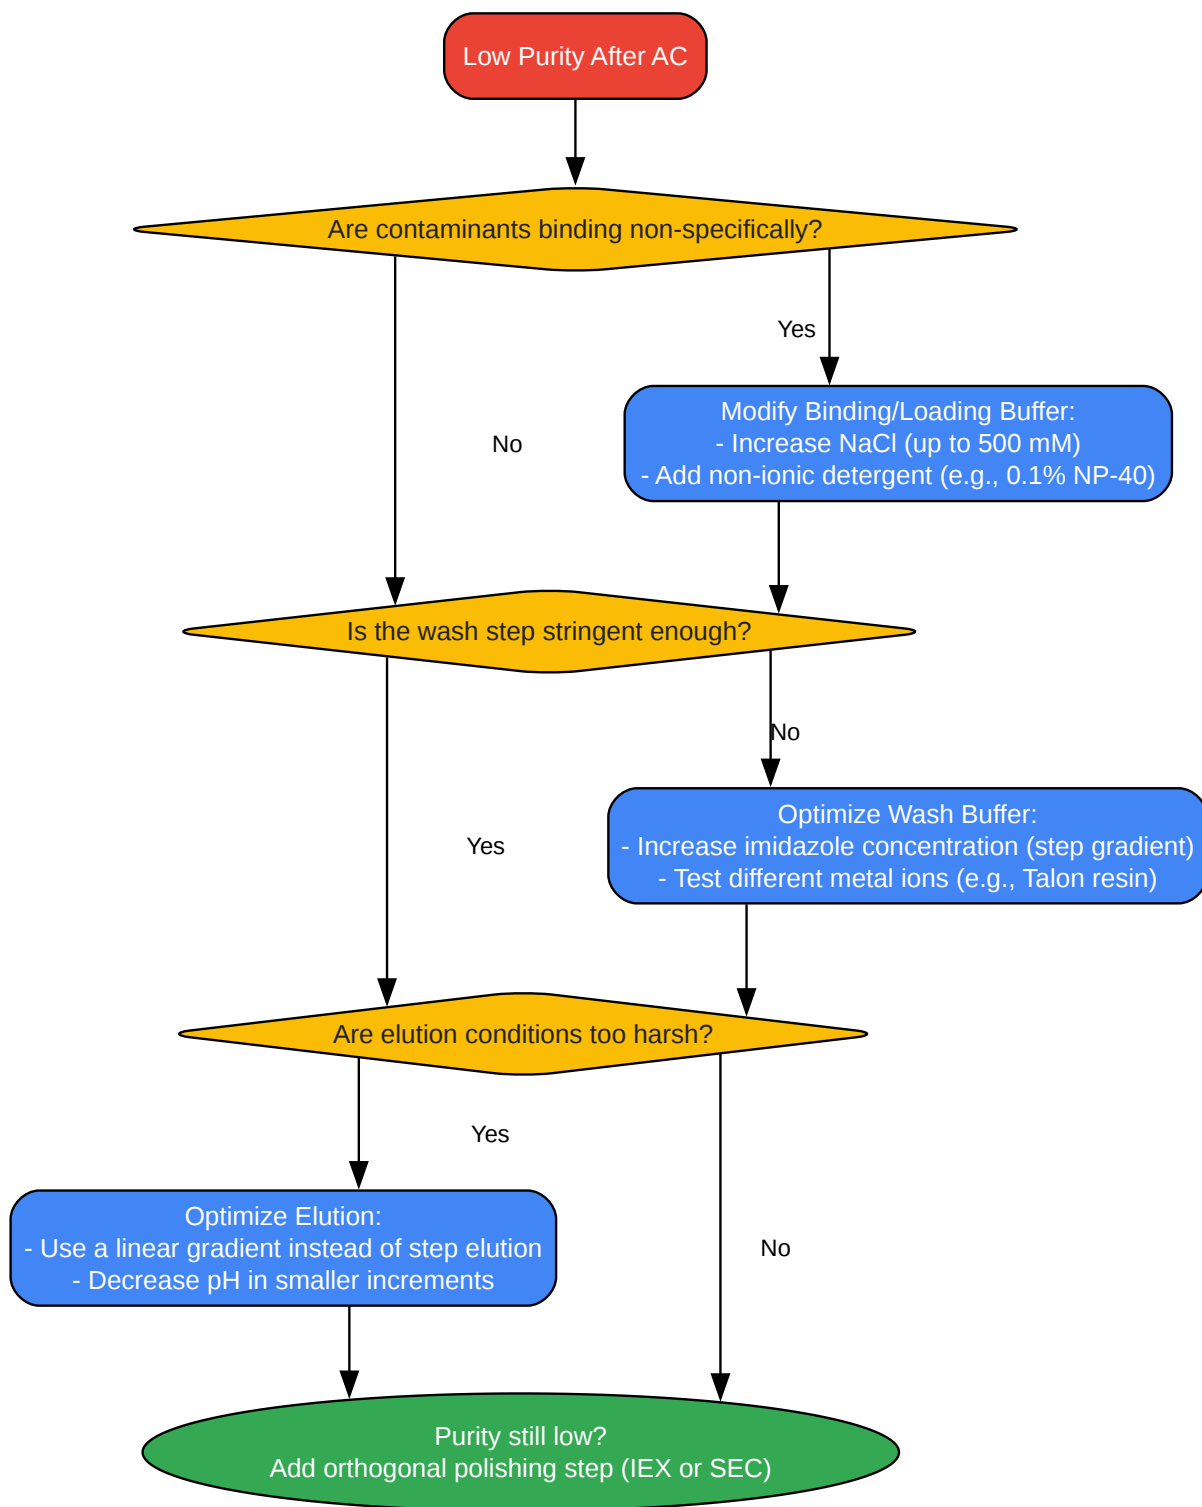 Low Purity After AC
Are contaminants binding non-specifically?
Yes
Modify Binding/Loading Buffer:
- Increase NaCl (up to 500 mM)
- Add non-ionic detergent (e.g., 0.1% NP-40)
No
Is the wash step stringent enough?
No
Optimize Wash Buffer:
- Increase imidazole concentration (step gradient)
- Test different metal ions (e.g., Talon resin)
Yes
Are elution conditions too harsh?
Yes
Optimize Elution:
- Use a linear gradient instead of step elution
- Decrease pH in smaller increments
No
Purity still low?
Add orthogonal polishing step (IEX or SEC)